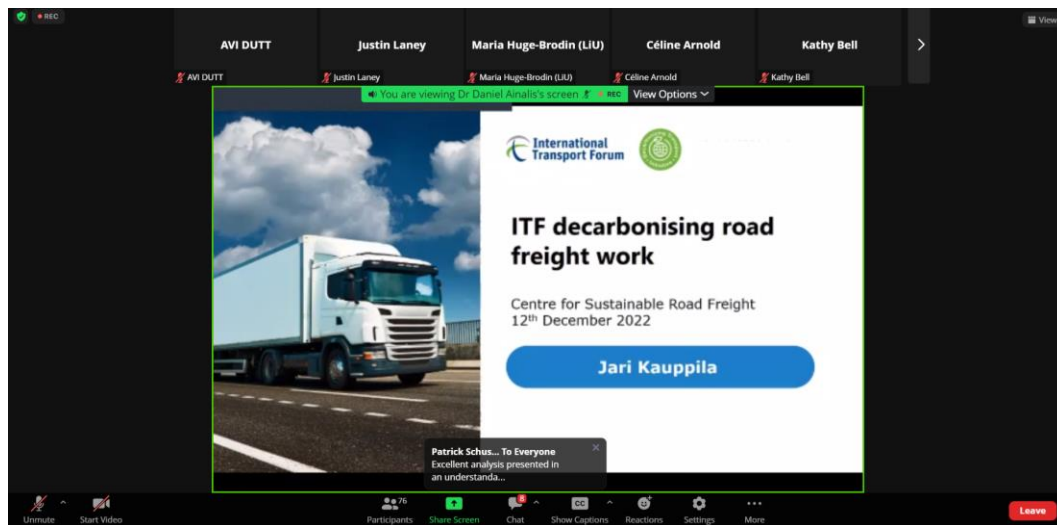 REC
View
AVI DUTT
Justin Laney
Maria Huge-Brodin (LiU)
Céline Arnold
Kathy Bell
AVI DUTT
Justin Laney
Maria Huge-Brodin (LiU)
Céline Arnold
Kathy Bell
You are viewing Dr Daniel Ainalis's screen
REC
View Options
International
Transport Forum
ITF decarbonising road
freight work
Centre for Sustainable Road Freight
12th December 2022
Jari Kauppila
Patrick Schus... To Everyone
Excellent analysis presented in
an understanda...
76
8
CC
Unmute
Start Video
Participants
Share Screen
Chat
Show Captions
Reactions
Settings
More
Leave